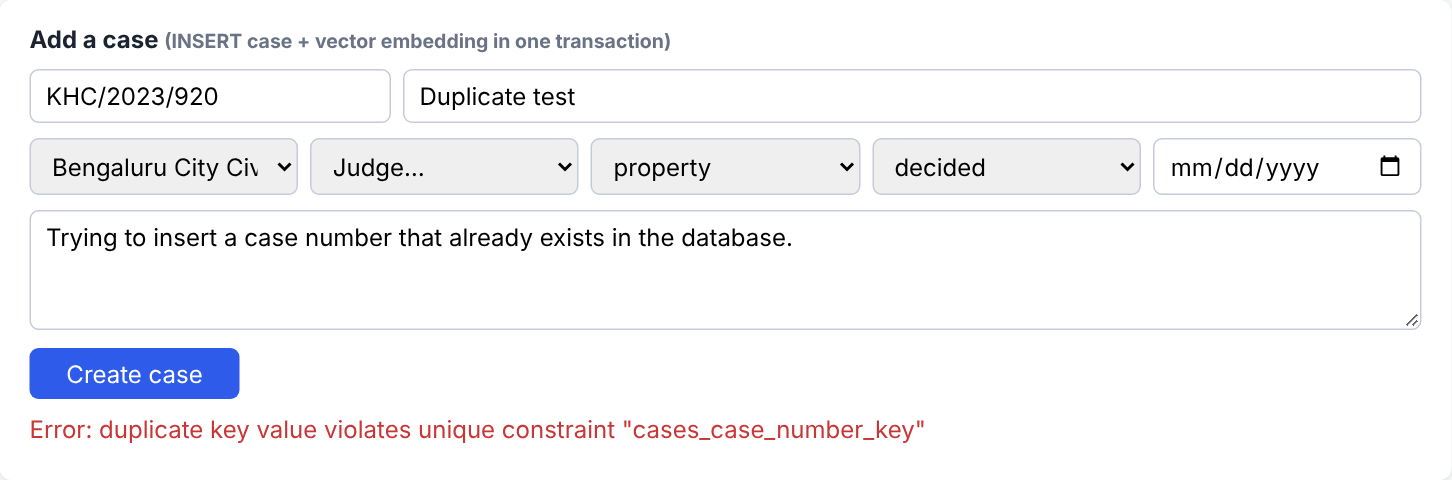 Add a case (INSERT case + vector embedding in one transaction)
KHC/2023/920 Duplicate test
Bengaluru City Civ Judge... property decided mm/dd/yyyy
Trying to insert a case number that already exists in the database.
Create case
Error: duplicate key value violates unique constraint "cases_case_number_key"